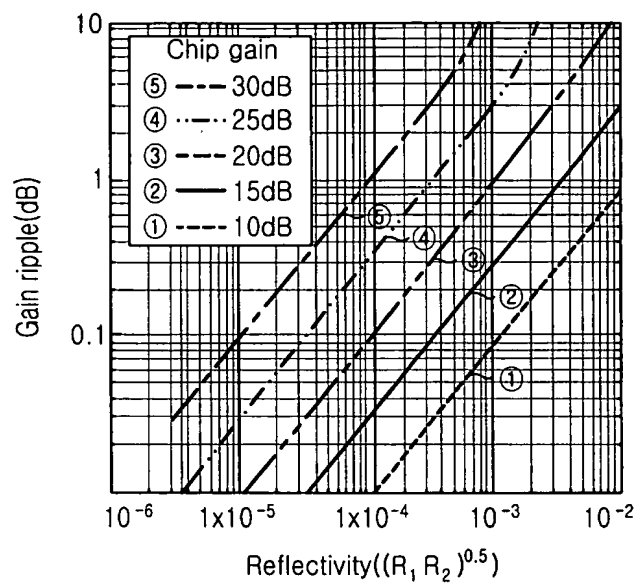 10
1
0.1
Gain ripple(dB)
Chip gain
⑤ 30dB
④ 25dB
③ 20dB
② 15dB
① 10dB
⑤
④
③
②
①
10⁻⁶ 1x10⁻⁵ 1x10⁻⁴ 10⁻³ 10⁻²
Reflectivity((R₁ R₂)⁰·⁵)